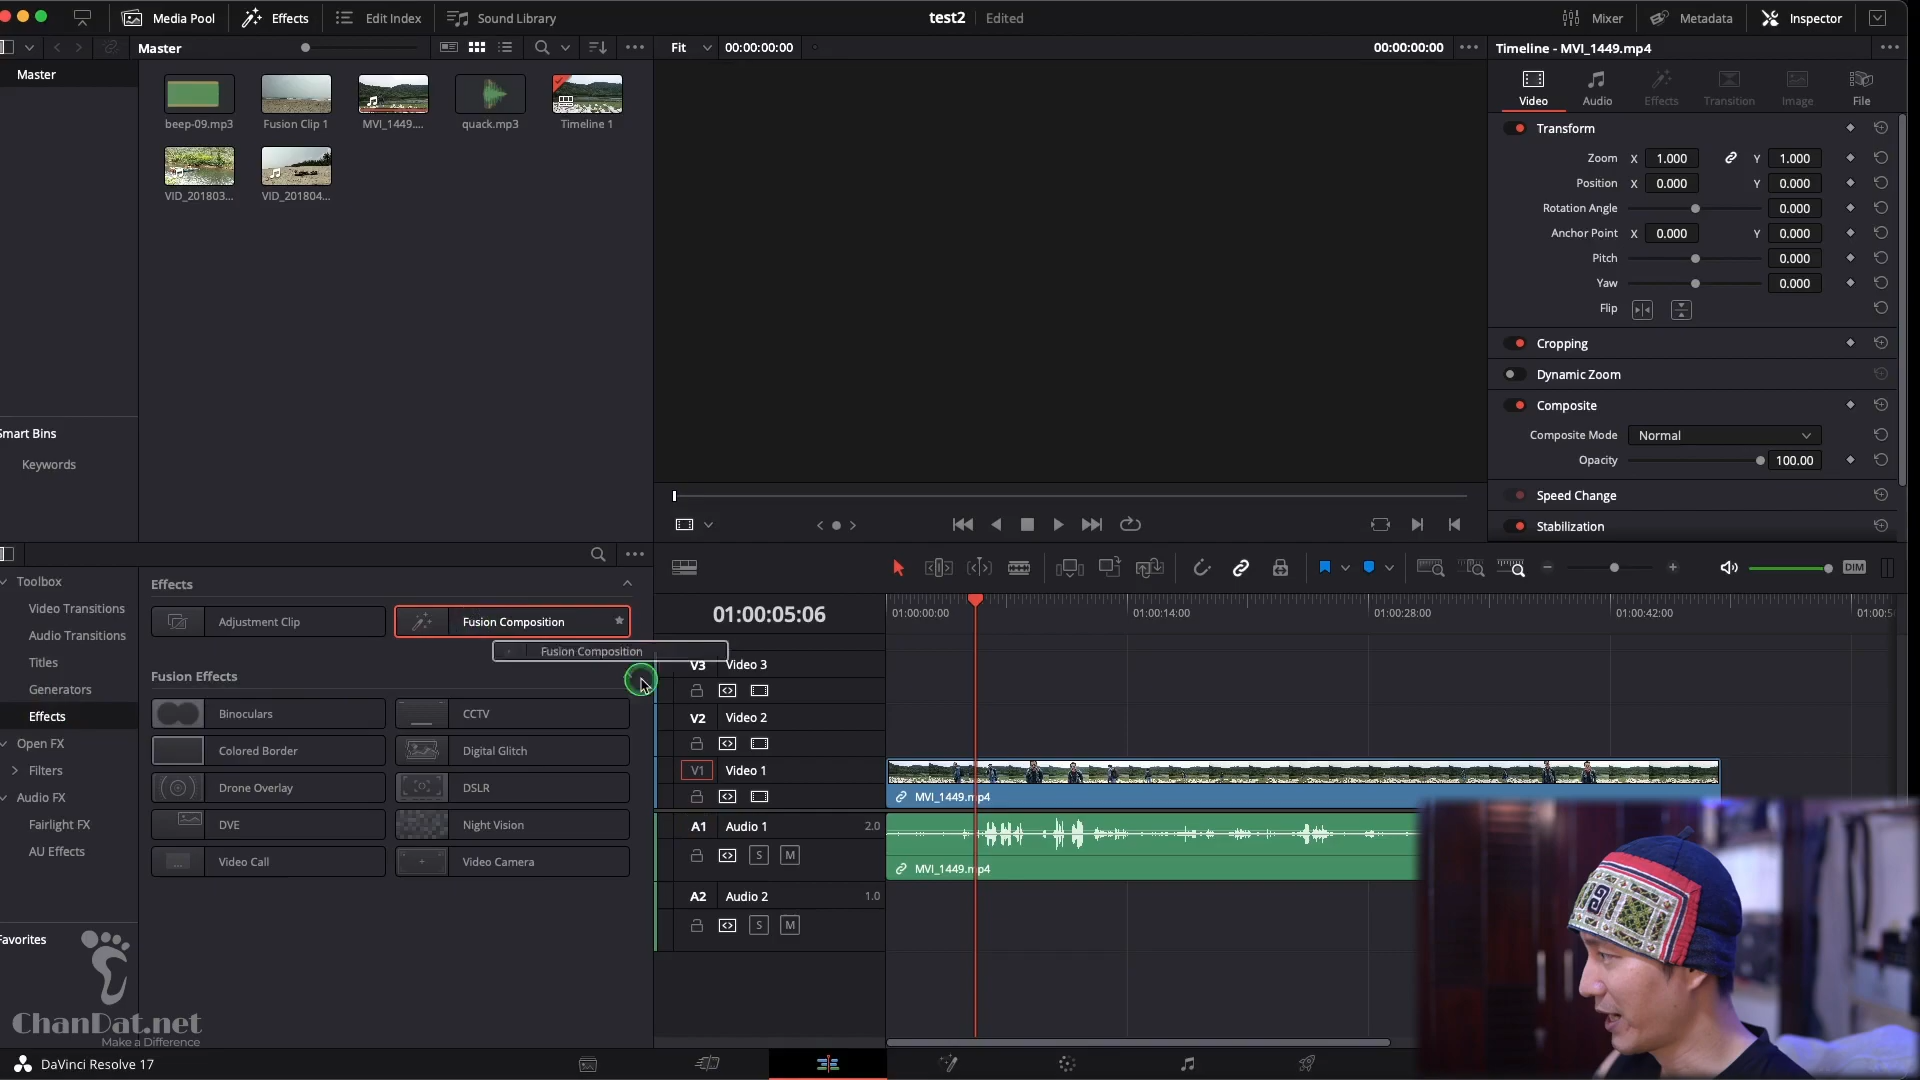 Media Pool
Effects
Edit Index
Sound Library
test2
Edited
Mixer
Metadata
Inspector
Master
Fit
00:00:00:00
00:00:00:00
Timeline - MVI_1449.mp4
Master
beep-09.mp3
Fusion Clip 1
MVI_1449....
quack.mp3
Timeline 1
VID_201803...
VID_201804...
Video
Audio
Effects
Transition
Image
File
Transform
Zoom X 1.000 Y 1.000
Position X 0.000 Y 0.000
Rotation Angle 0.000
Anchor Point X 0.000 Y 0.000
Pitch 0.000
Yaw 0.000
Flip
Cropping
Dynamic Zoom
Composite
Composite Mode Normal
Opacity 100.00
Speed Change
Stabilization
Smart Bins
Keywords
Toolbox
Video Transitions
Audio Transitions
Titles
Generators
Effects
Open FX
Filters
Audio FX
Fairlight FX
AU Effects
Favorites
Effects
Adjustment Clip
Fusion Composition
Fusion Composition
Fusion Effects
Binoculars
CCTV
Colored Border
Digital Glitch
Drone Overlay
DSLR
DVE
Night Vision
Video Call
Video Camera
DIM
01:00:05:06
01:00:00:00
01:00:14:00
01:00:28:00
01:00:42:00
V3 Video 3
V2 Video 2
V1 Video 1
MVI_1449.mp4
A1 Audio 1 2.0
S M
MVI_1449.mp4
A2 Audio 2 1.0
S M
ChanDat.net
Make a Difference
DaVinci Resolve 17